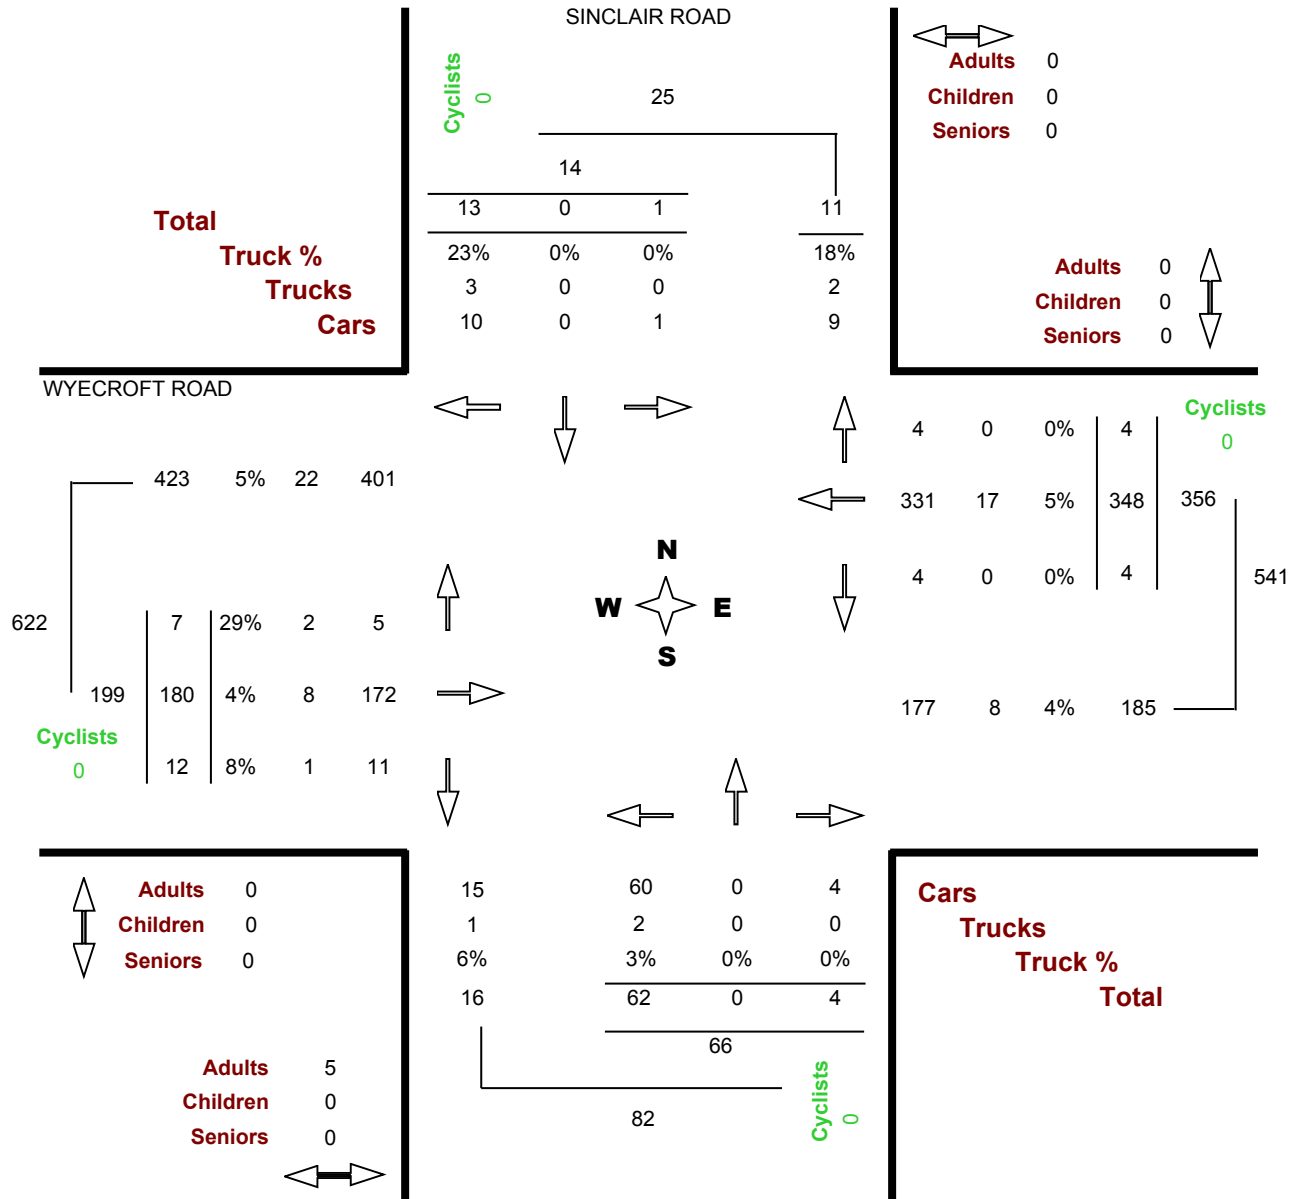 SINCLAIR ROAD
Cyclists
0
25
14
13 0 1 11
23% 0% 0% 18%
3 0 0 2
10 0 1 9
Total
Truck %
Trucks
Cars
Adults 0
Children 0
Seniors 0
Adults 0
Children 0
Seniors 0
WYECROFT ROAD
423 5% 22 401
622
7 29% 2 5
199 180 4% 8 172
12 8% 1 11
Cyclists
0
N
W E
S
4 0 0% 4
331 17 5% 348 356
4 0 0% 4
541
177 8 4% 185
Cyclists
0
Adults 0
Children 0
Seniors 0
Adults 5
Children 0
Seniors 0
15 60 0 4
1 2 0 0
6% 3% 0% 0%
16 62 0 4
66
82
Cyclists
0
Cars
Trucks
Truck %
Total